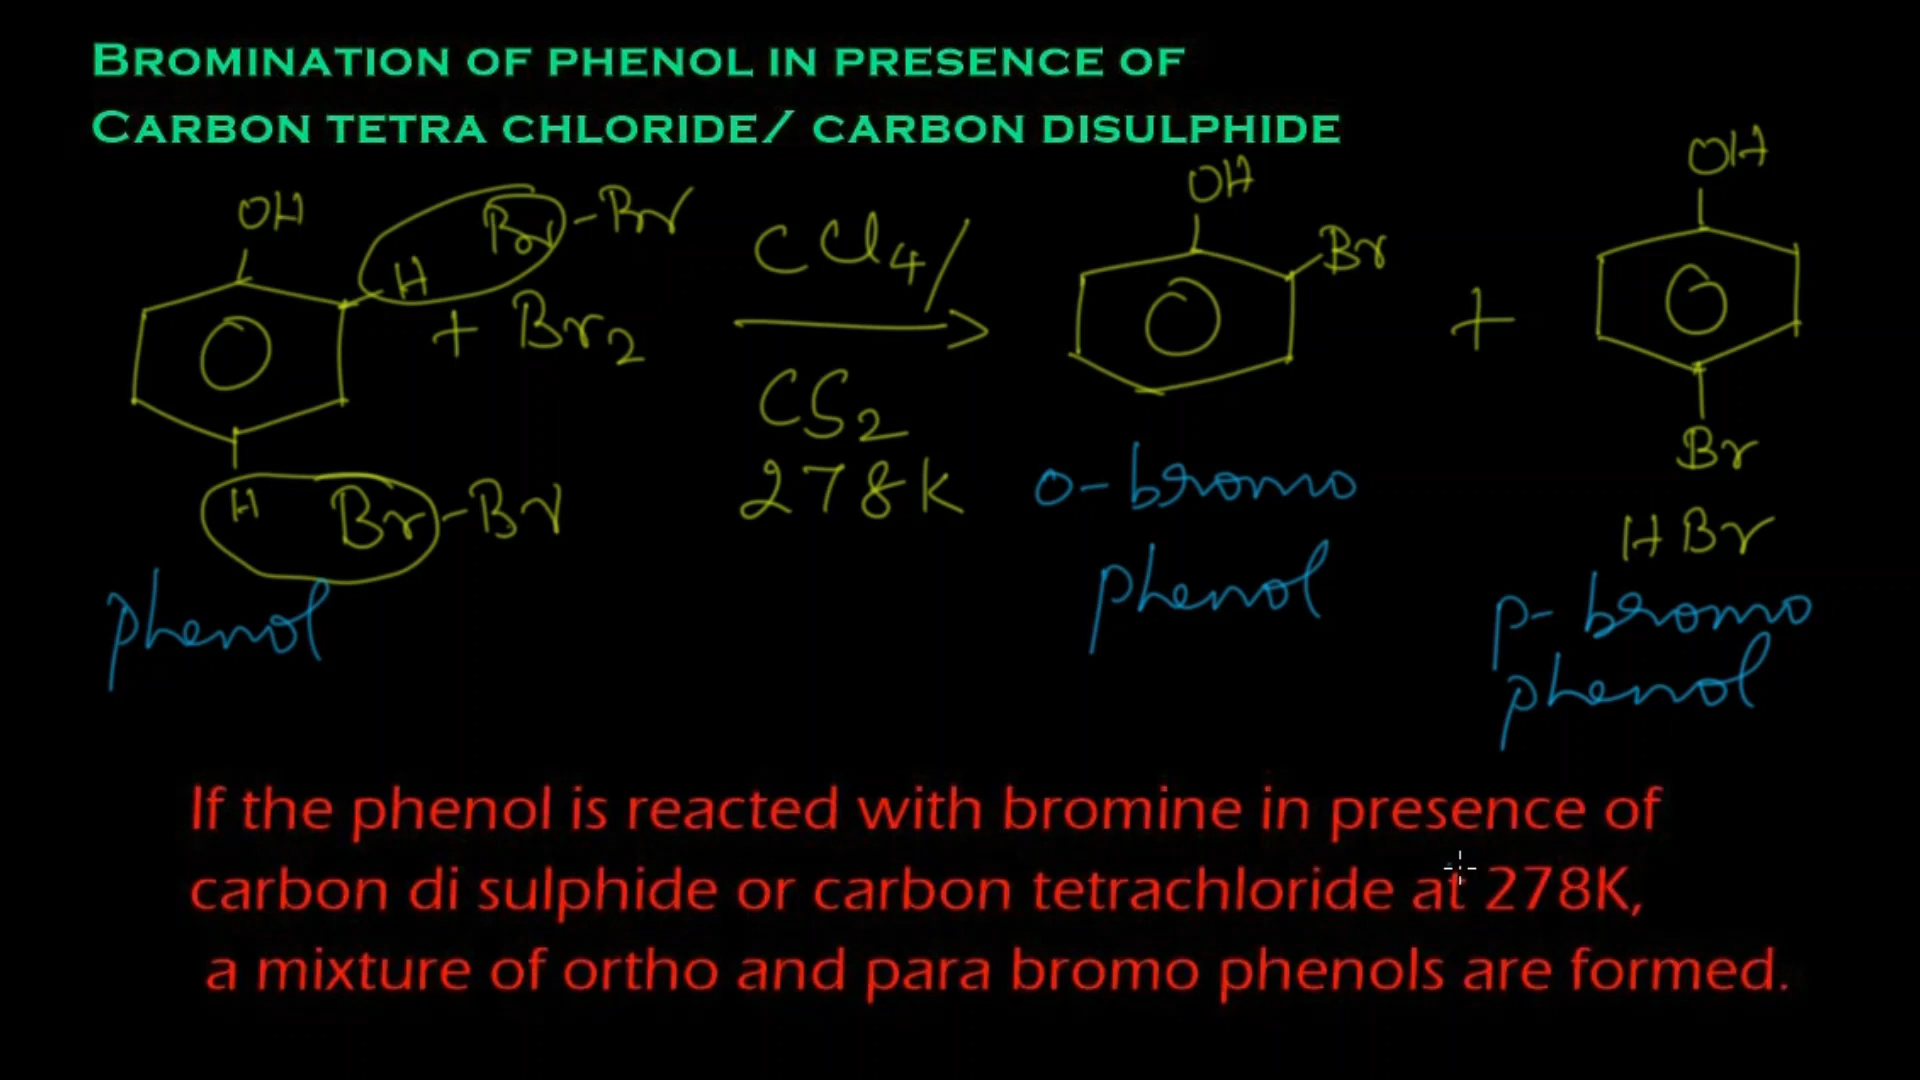 BROMINATION OF PHENOL IN PRESENCE OF
CARBON TETRA CHLORIDE/ CARBON DISULPHIDE
OH
H Br-Br
+ Br2
H Br-Br
phenol
CCl4/
CS2
278K
OH
Br
o-bromo
phenol
+
OH
Br
HBr
p-bromo
phenol
If the phenol is reacted with bromine in presence of
carbon di sulphide or carbon tetrachloride at 278K,
a mixture of ortho and para bromo phenols are formed.